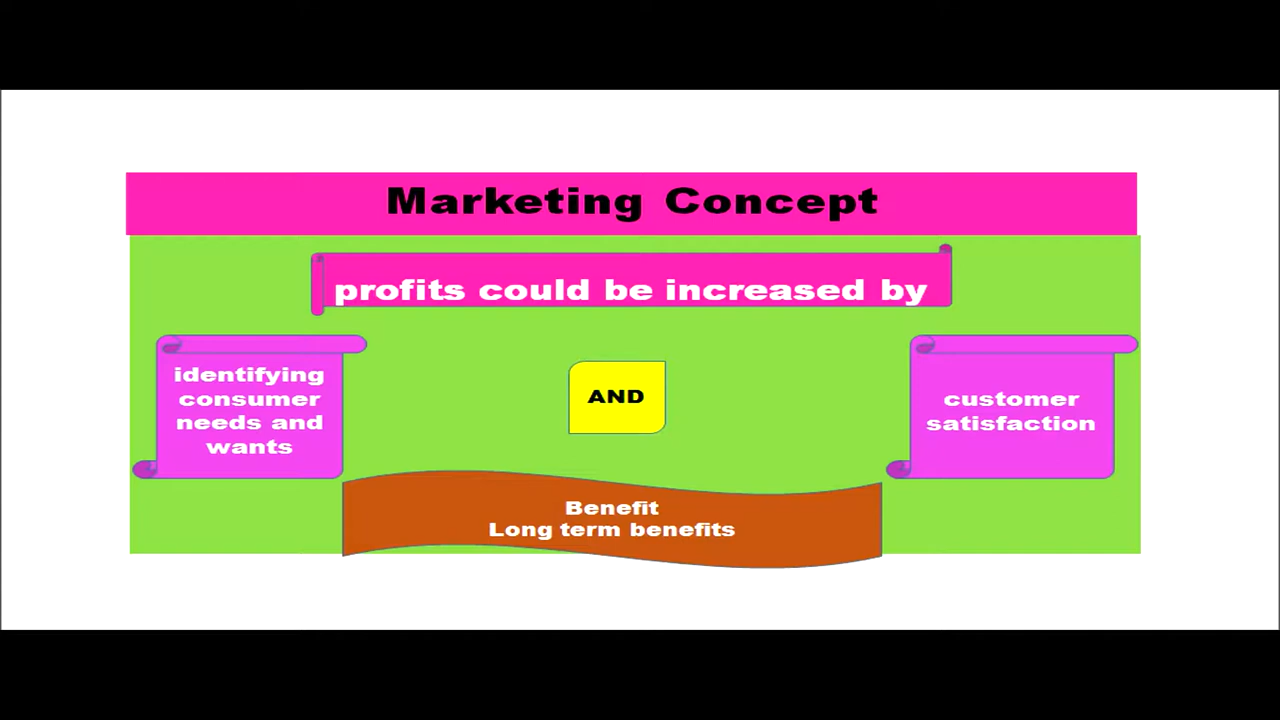 Marketing Concept
profits could be increased by
identifying
consumer
needs and
wants
AND
customer
satisfaction
Benefit
Long term benefits